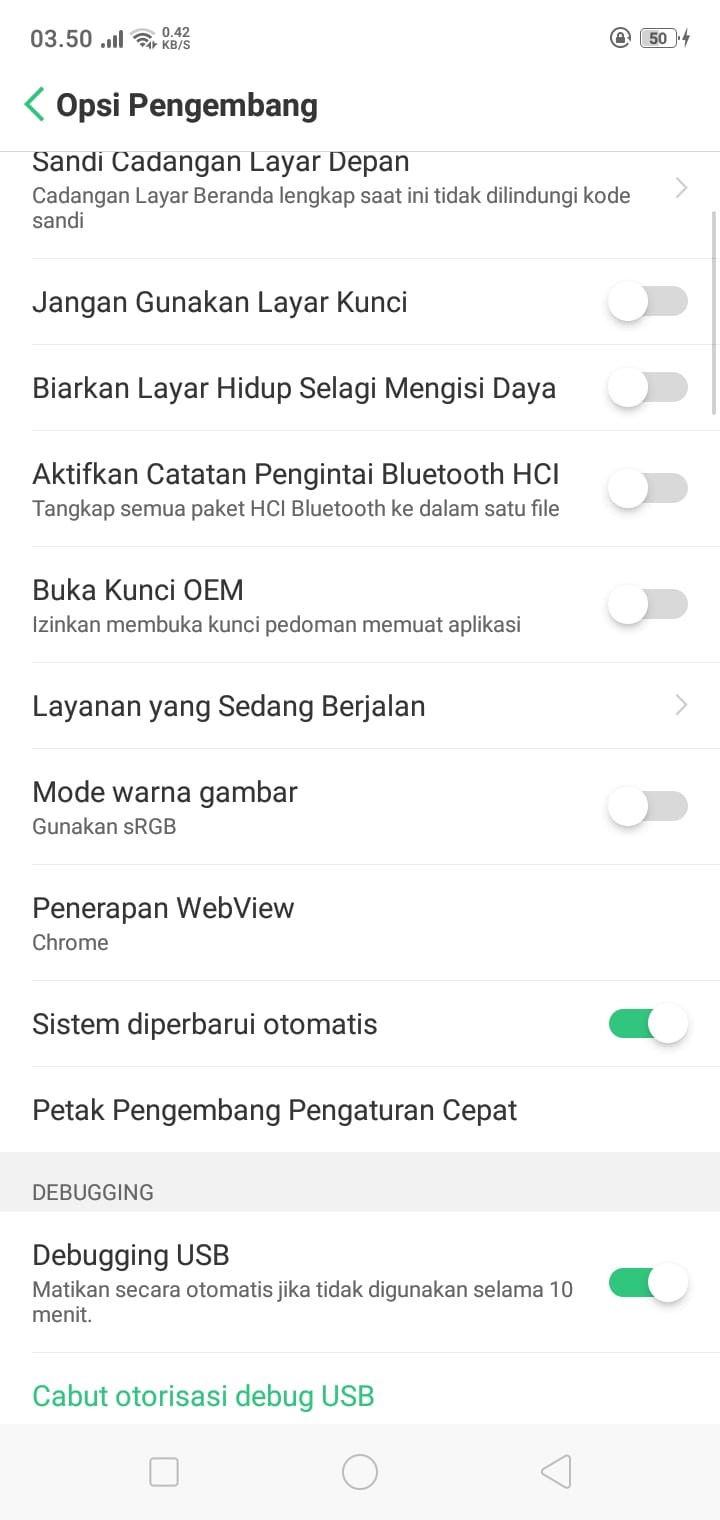 03.50 0.42 KB/S 50
Opsi Pengembang
Sandi Cadangan Layar Depan
Cadangan Layar Beranda lengkap saat ini tidak dilindungi kode
sandi
Jangan Gunakan Layar Kunci
Biarkan Layar Hidup Selagi Mengisi Daya
Aktifkan Catatan Pengintai Bluetooth HCI
Tangkap semua paket HCI Bluetooth ke dalam satu file
Buka Kunci OEM
Izinkan membuka kunci pedoman memuat aplikasi
Layanan yang Sedang Berjalan
Mode warna gambar
Gunakan sRGB
Penerapan WebView
Chrome
Sistem diperbarui otomatis
Petak Pengembang Pengaturan Cepat
DEBUGGING
Debugging USB
Matikan secara otomatis jika tidak digunakan selama 10
menit.
Cabut otorisasi debug USB